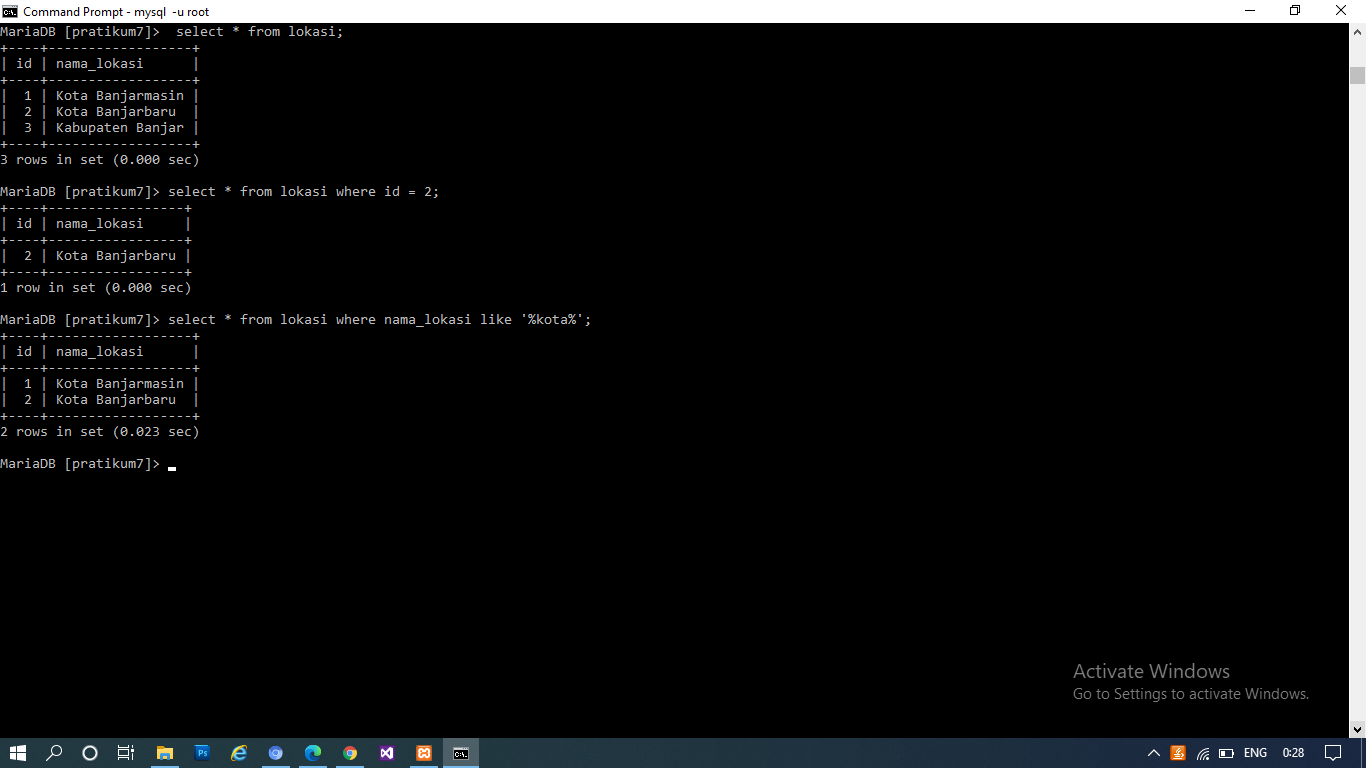 Command Prompt - mysql  -u root
MariaDB [pratikum7]>  select * from lokasi;
+----+------------------+
| id | nama_lokasi      |
+----+------------------+
|  1 | Kota Banjarmasin |
|  2 | Kota Banjarbaru  |
|  3 | Kabupaten Banjar |
+----+------------------+
3 rows in set (0.000 sec)
MariaDB [pratikum7]> select * from lokasi where id = 2;
+----+-----------------+
| id | nama_lokasi     |
+----+-----------------+
|  2 | Kota Banjarbaru |
+----+-----------------+
1 row in set (0.000 sec)
MariaDB [pratikum7]> select * from lokasi where nama_lokasi like '%kota%';
+----+------------------+
| id | nama_lokasi      |
+----+------------------+
|  1 | Kota Banjarmasin |
|  2 | Kota Banjarbaru  |
+----+------------------+
2 rows in set (0.023 sec)
MariaDB [pratikum7]>
Activate Windows
Go to Settings to activate Windows.
Ps
ENG
0:28